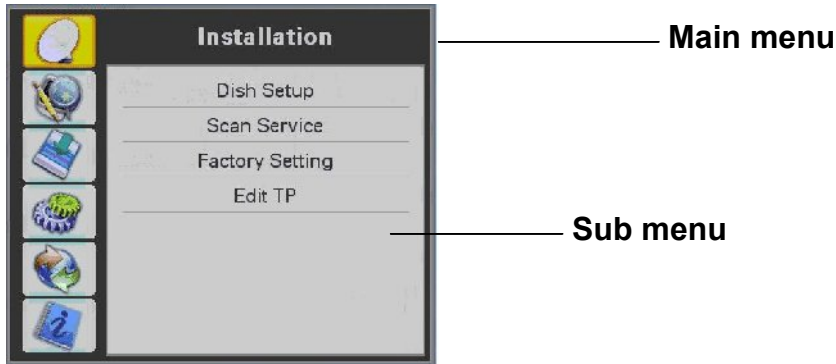 Installation
Main menu
Dish Setup
Scan Service
Factory Setting
Edit TP
Sub menu
i